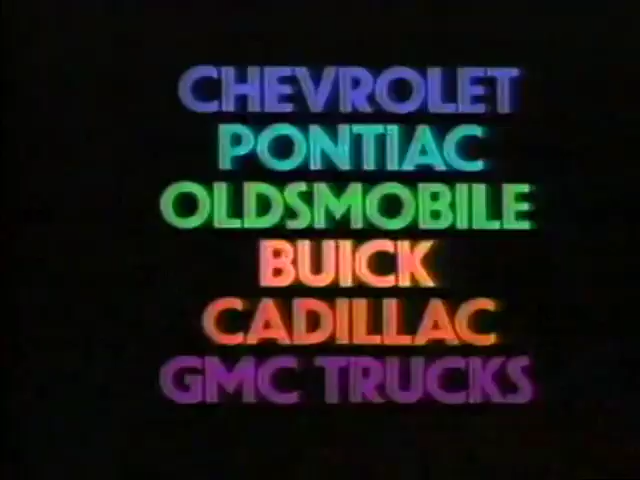 CHEVROLET
PONTIAC
OLDSMOBILE
BUICK
CADILLAC
GMC TRUCKS